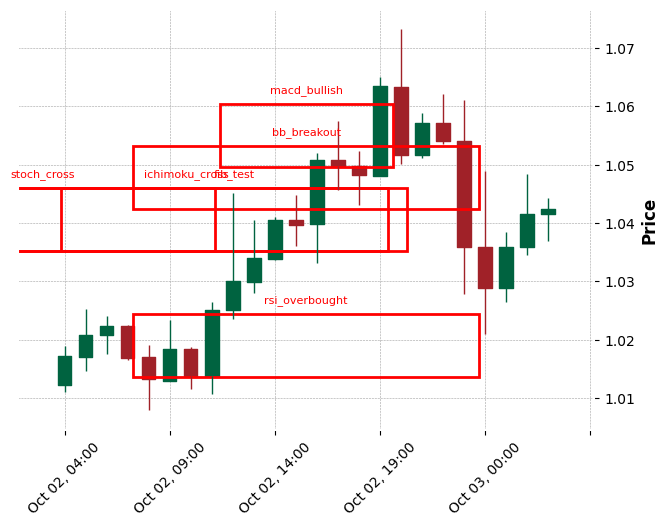 macd_bullish
bb_breakout
stoch_cross
ichimoku_cross
rsi_overbought
1.07
1.06
1.05
1.04
1.03
1.02
1.01
Price
Oct 02, 04:00
Oct 02, 09:00
Oct 02, 14:00
Oct 02, 19:00
Oct 03, 00:00